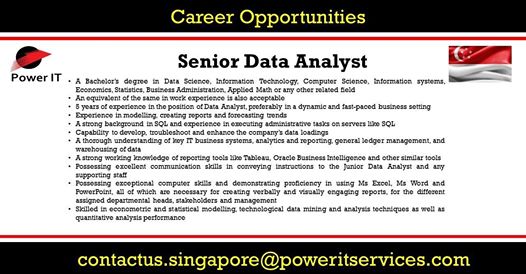 Career Opportunities
Power IT
Senior Data Analyst
• A Bachelor's degree in Data Science, Information Technology, Computer Science, Information systems,
Economics, Statistics, Business Administration, Applied Math or any other related field
• An equivalent of the same in work experience is also acceptable
• 5 years of experience in the position of Data Analyst, preferably in a dynamic and fast-paced business setting
• Experience in modelling, creating reports and forecasting trends
• A strong background in SQL and experience in executing administrative tasks on servers like SQL
• Capability to develop, troubleshoot and enhance the company's data loadings
• A thorough understanding of key IT business systems, analytics and reporting, general ledger management, and
warehousing of data
• A strong working knowledge of reporting tools like Tableau, Oracle Business Intelligence and other similar tools
• Possessing excellent communication skills in conveying instructions to the Junior Data Analyst and any
supporting staff
• Possessing exceptional computer skills and demonstrating proficiency in using Ms Excel, Ms Word and
PowerPoint, all of which are necessary for creating verbally and visually engaging reports, for the different
assigned departmental heads, stakeholders and management
• Skilled in econometric and statistical modelling, technological data mining and analysis techniques as well as
quantitative analysis performance
contactus.singapore@poweritservices.com